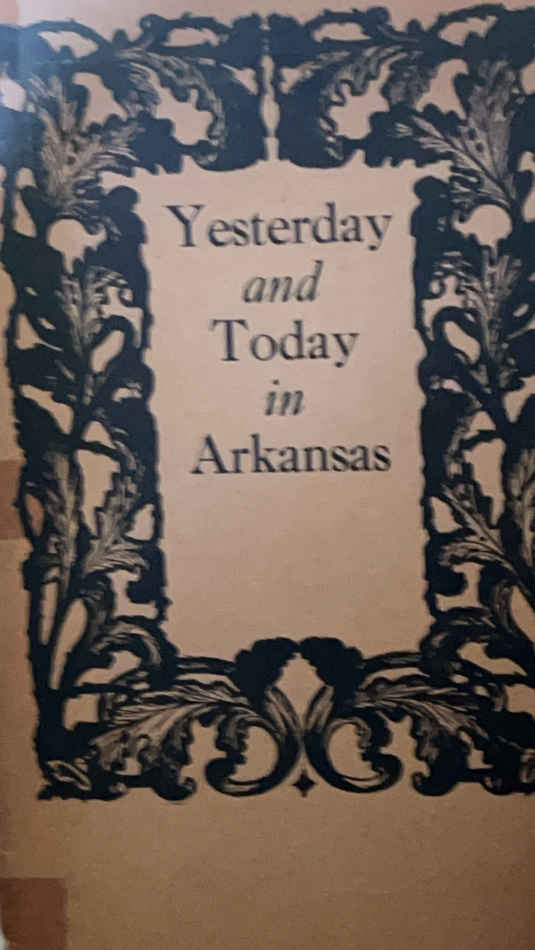 Yesterday
and
Today
in
Arkansas